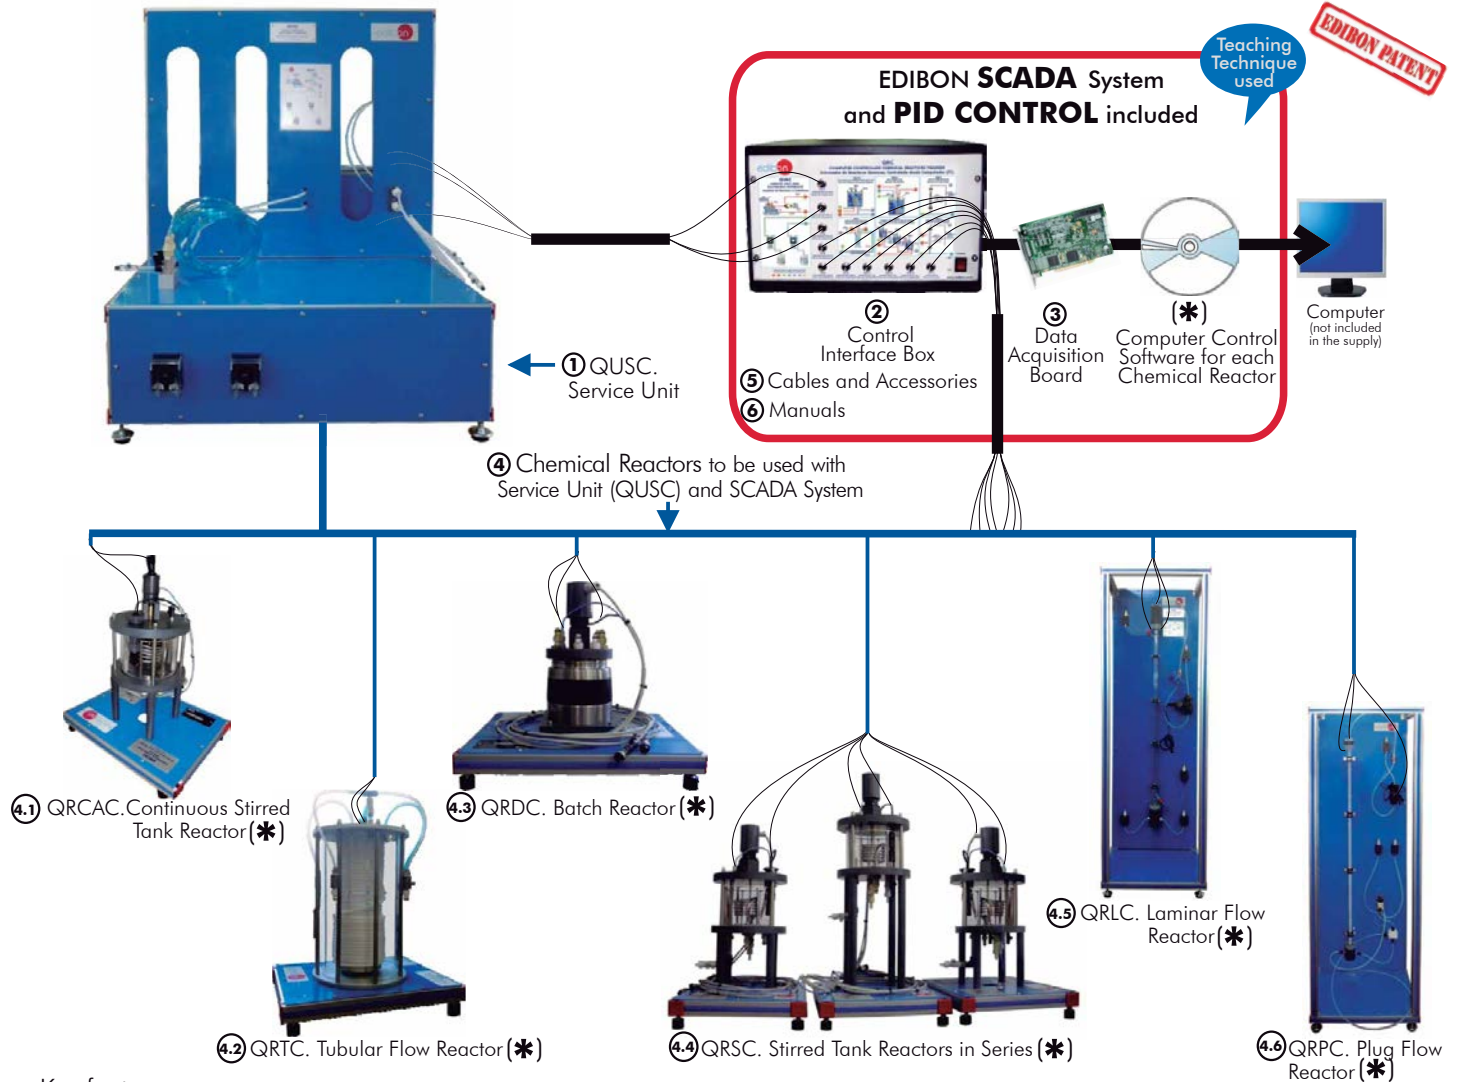 EDIBON PATENT
Teaching
Technique
used
EDIBON SCADA System
and PID CONTROL included
edibon
QRC
2
Control
Interface Box
3
Data
Acquisition
Board
(*)
Computer Control
Software for each
Chemical Reactor
Computer
(not included
in the supply)
1 QUSC.
Service Unit
5 Cables and Accessories
6 Manuals
4 Chemical Reactors to be used with
Service Unit (QUSC) and SCADA System
4.1 QRCAC.Continuous Stirred
Tank Reactor (*)
4.3 QRDC. Batch Reactor (*)
4.5 QRLC. Laminar Flow
Reactor (*)
4.2 QRTC. Tubular Flow Reactor (*)
4.4 QRSC. Stirred Tank Reactors in Series (*)
4.6 QRPC. Plug Flow
Reactor (*)